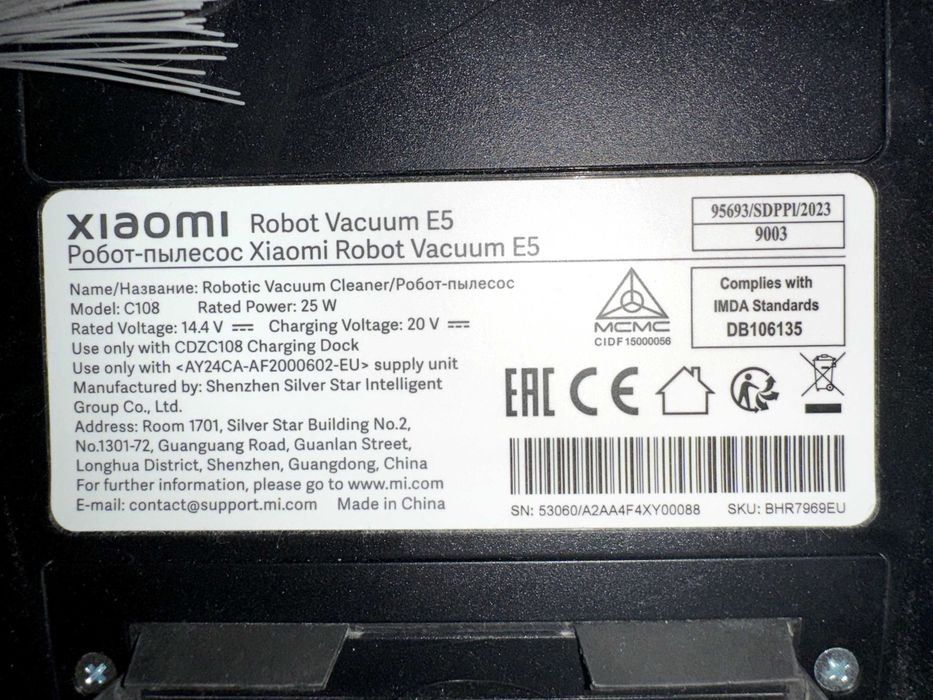 xiaomi Robot Vacuum E5
Робот-пылесос Xiaomi Robot Vacuum E5
Name/Название: Robotic Vacuum Cleaner/Робот-пылесос
Model: C108 Rated Power: 25 W
Rated Voltage: 14.4 V Charging Voltage: 20 V
Use only with CDZC108 Charging Dock
Use only with <AY24CA-AF2000602-EU> supply unit
Manufactured by: Shenzhen Silver Star Intelligent
Group Co., Ltd.
Address: Room 1701, Silver Star Building No.2,
No.1301-72, Guanguang Road, Guanlan Street,
Longhua District, Shenzhen, Guangdong, China
For further information, please go to www.mi.com
E-mail: contact@support.mi.com Made in China
95693/SDPPI/2023
9003
MCMC
CIDF15000056
Complies with
IMDA Standards
DB106135
EAC CE
SN: 53060/A2AA4F4XY00088 SKU: BHR7969EU